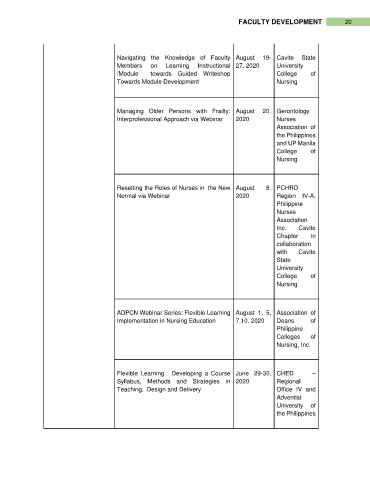 FACULTY DEVELOPMENT 20
Navigating the Knowledge of Faculty
Members on Learning Instructional
/Module towards Guided Writeshop
Towards Module Development
August 19-
27, 2020
Cavite State
University
College of
Nursing
Managing Older Persons with Frailty:
Interprofessional Approach via Webinar
August 20,
2020
Gerontology
Nurses
Association of
the Philippines
and UP Manila
College of
Nursing
Resetting the Roles of Nurses in the New
Normal via Webinar
August 8,
2020
PCHRD
Region IV-A,
Philippine
Nurses
Association
Inc. Cavite
Chapter in
collaboration
with Cavite
State
University
College of
Nursing
ADPCN Webinar Series: Flexible Learning
Implementation in Nursing Education
August 1, 5,
7,10, 2020
Association of
Deans of
Philippine
Colleges of
Nursing, Inc.
Flexible Learning : Developing a Course
Syllabus, Methods and Strategies in
Teaching, Design and Delivery
June 29-30,
2020
CHED –
Regional
Office IV and
Adventist
University of
the Philippines